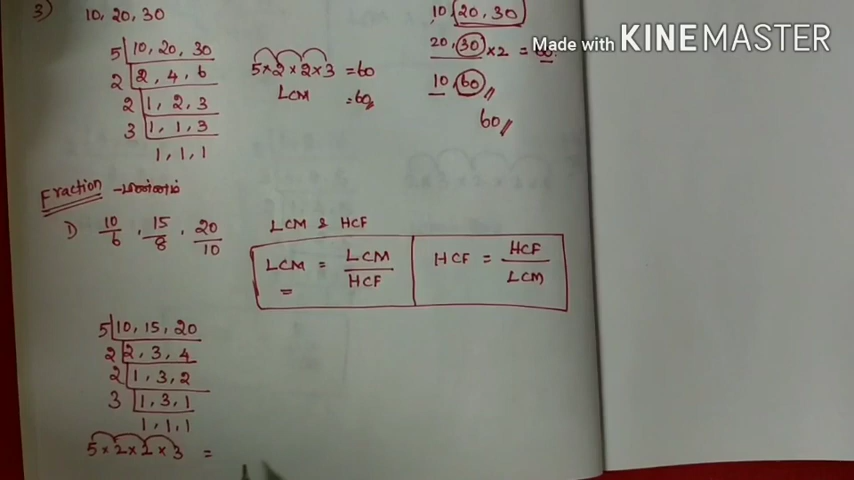 3) 10, 20, 30
5 | 10, 20, 30
2 | 2, 4, 6
2 | 1, 2, 3
3 | 1, 1, 3
1, 1, 1
5 × 2 × 2 × 3 = 60
LCM = 60
10, 20, 30
20, 30 × 2 =
10, 60
60
Made with KINEMASTER
Fraction - பின்னம்
1) 10/6, 15/8, 20/10
LCM & HCF
LCM = LCM/HCF
HCF = HCF/LCM
5 | 10, 15, 20
2 | 2, 3, 4
2 | 1, 3, 2
3 | 1, 3, 1
1, 1, 1
5 × 2 × 2 × 3 =